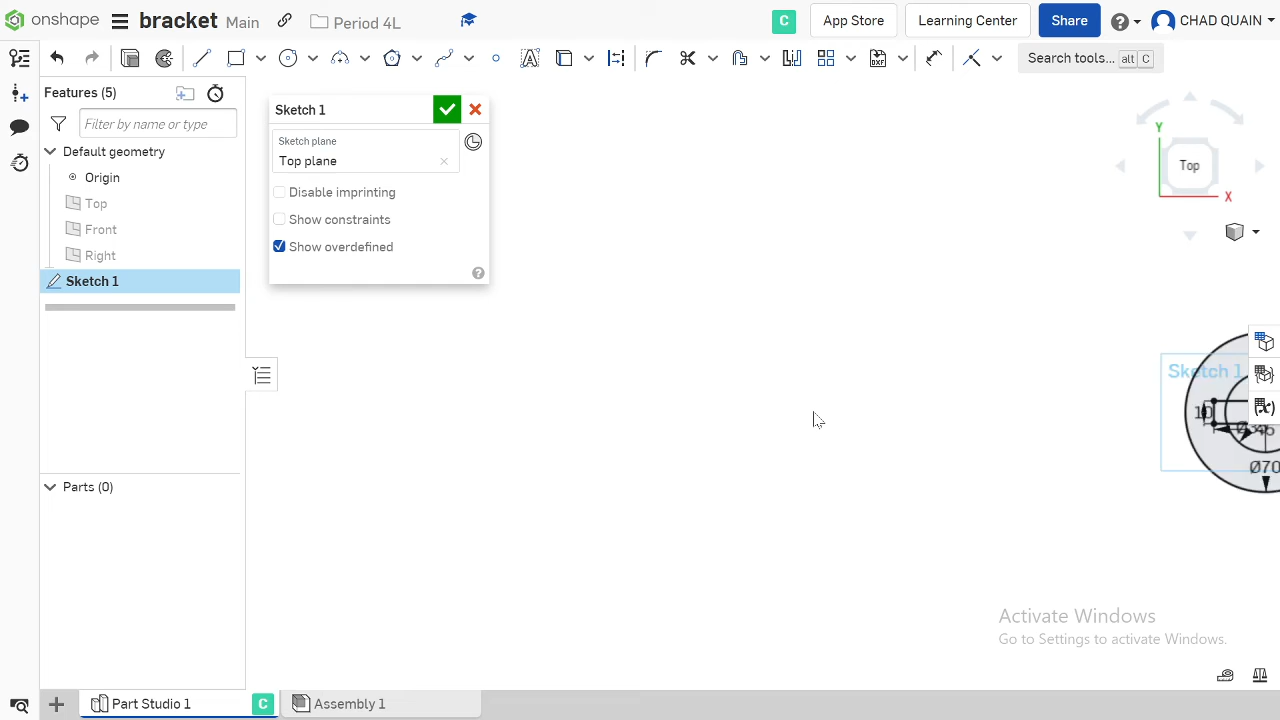 onshape bracket Main Period 4L C App Store Learning Center Share CHAD QUAIN
Search tools... alt C
Features (5)
Filter by name or type
Default geometry
Origin
Top
Front
Right
Sketch 1
Parts (0)
Sketch 1
Sketch plane
Top plane
Disable imprinting
Show constraints
Show overdefined
Y
Top
X
Sketch 1
10
Ø70
(x)
Activate Windows
Go to Settings to activate Windows.
Part Studio 1 C Assembly 1